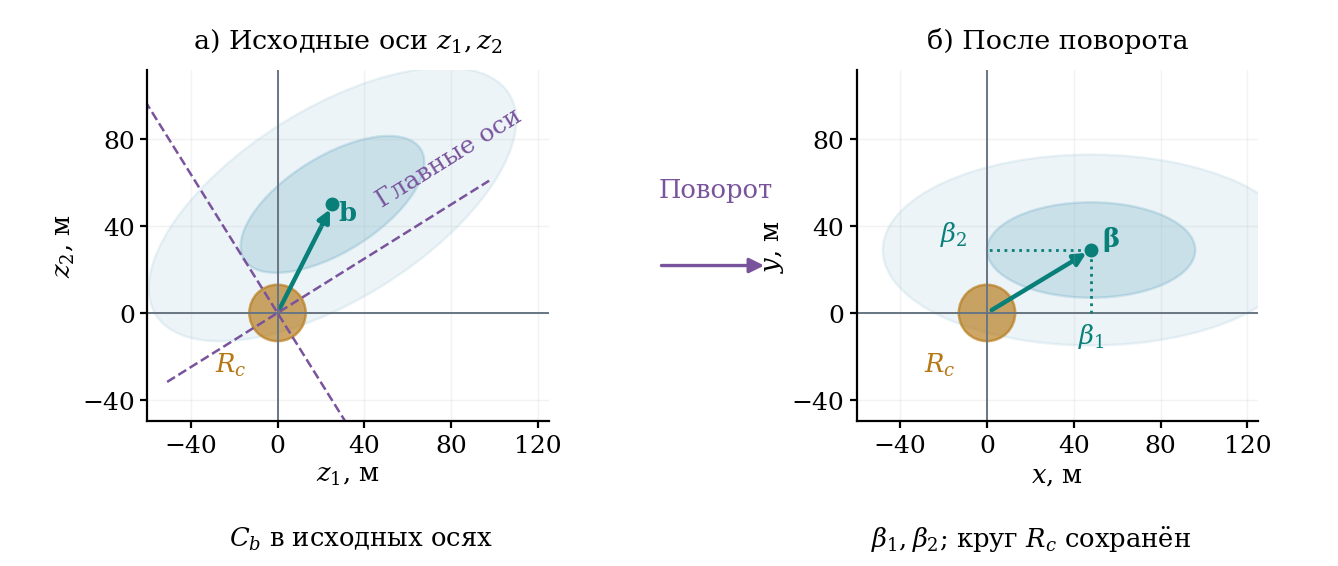 а) Исходные оси z₁, z₂
80
40
0
−40
z₂, м
Главные оси
b
R_c
−40 0 40 80 120
z₁, м
C_b в исходных осях
Поворот
б) После поворота
80
40
0
−40
y, м
β₂
β
β₁
R_c
−40 0 40 80 120
x, м
β₁, β₂; круг R_c сохранён